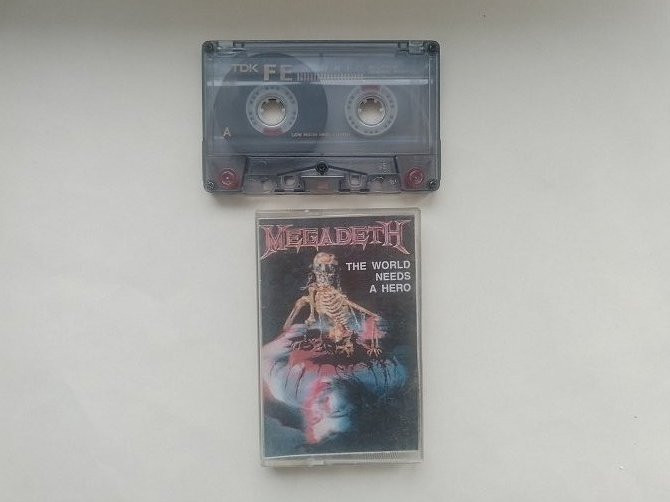 TDK FE
A
MEGADETH
THE WORLD
NEEDS
A HERO